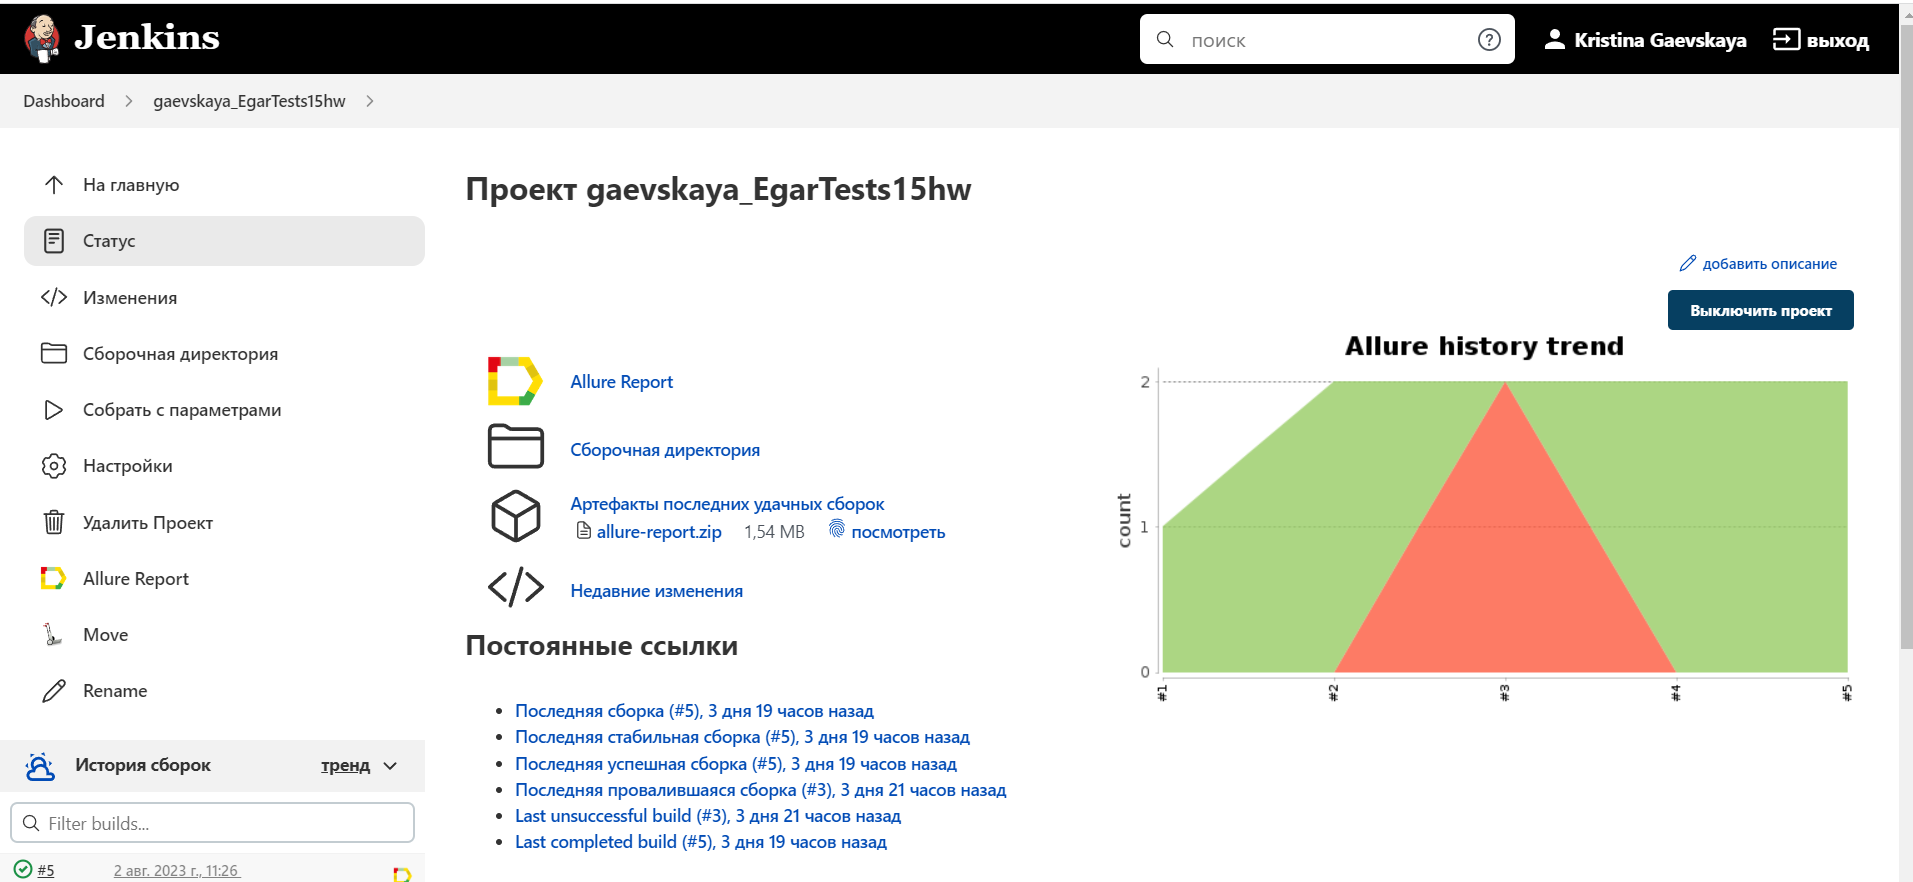 Jenkins
поиск
Kristina Gaevskaya
выход
Dashboard
gaevskaya_EgarTests15hw
На главную
Статус
Изменения
Сборочная директория
Собрать с параметрами
Настройки
Удалить Проект
Allure Report
Move
Rename
История сборок
тренд
Filter builds...
#5
2 авг. 2023 г., 11:26
Проект gaevskaya_EgarTests15hw
добавить описание
Выключить проект
Allure Report
Сборочная директория
Артефакты последних удачных сборок
allure-report.zip 1,54 MB посмотреть
Недавние изменения
Allure history trend
count
2
1
0
#1
#2
#3
#4
#5
Постоянные ссылки
Последняя сборка (#5), 3 дня 19 часов назад
Последняя стабильная сборка (#5), 3 дня 19 часов назад
Последняя успешная сборка (#5), 3 дня 19 часов назад
Последняя провалившаяся сборка (#3), 3 дня 21 часов назад
Last unsuccessful build (#3), 3 дня 21 часов назад
Last completed build (#5), 3 дня 19 часов назад